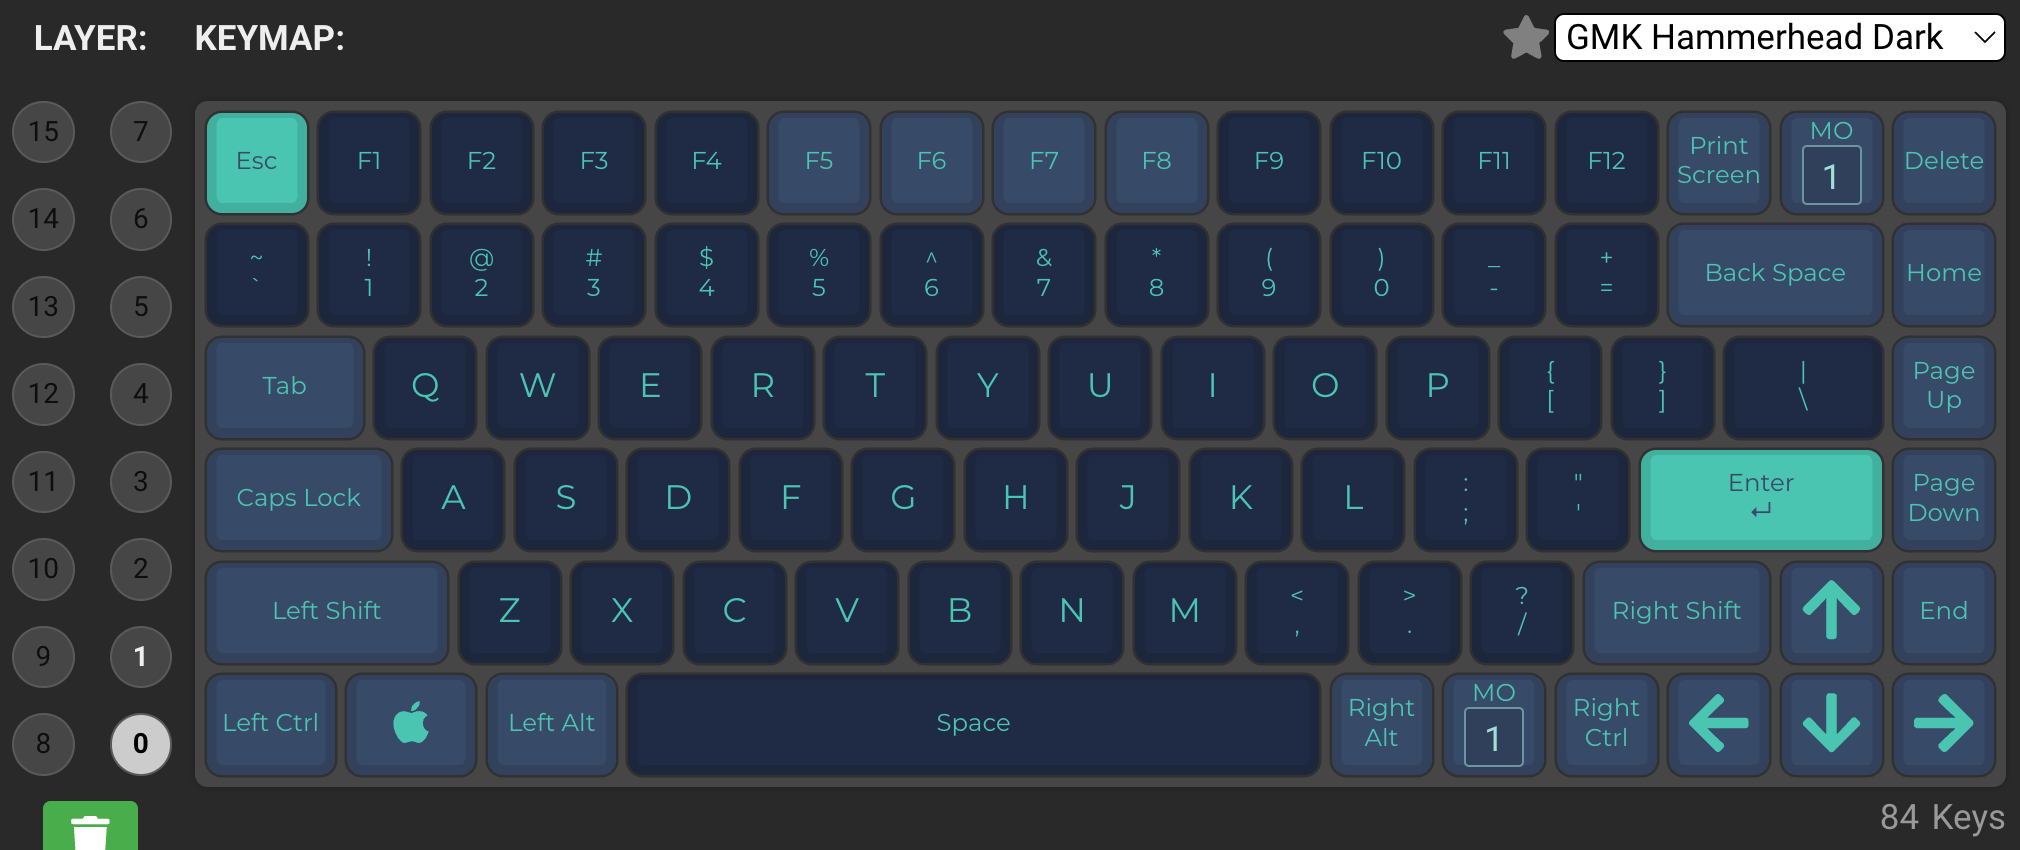 LAYER: KEYMAP: GMK Hammerhead Dark
15 7
14 6
13 5
12 4
11 3
10 2
9 1
8 0
Esc F1 F2 F3 F4 F5 F6 F7 F8 F9 F10 F11 F12 Print Screen MO 1 Delete
~ ` ! 1 @ 2 # 3 $ 4 % 5 ^ 6 & 7 * 8 ( 9 ) 0 _ - + = Back Space Home
Tab Q W E R T Y U I O P { [ } ] | \ Page Up
Caps Lock A S D F G H J K L : ; " ' Enter ↵ Page Down
Left Shift Z X C V B N M < , > . ? / Right Shift ↑ End
Left Ctrl Left Alt Space Right Alt MO 1 Right Ctrl ← ↓ →
84 Keys